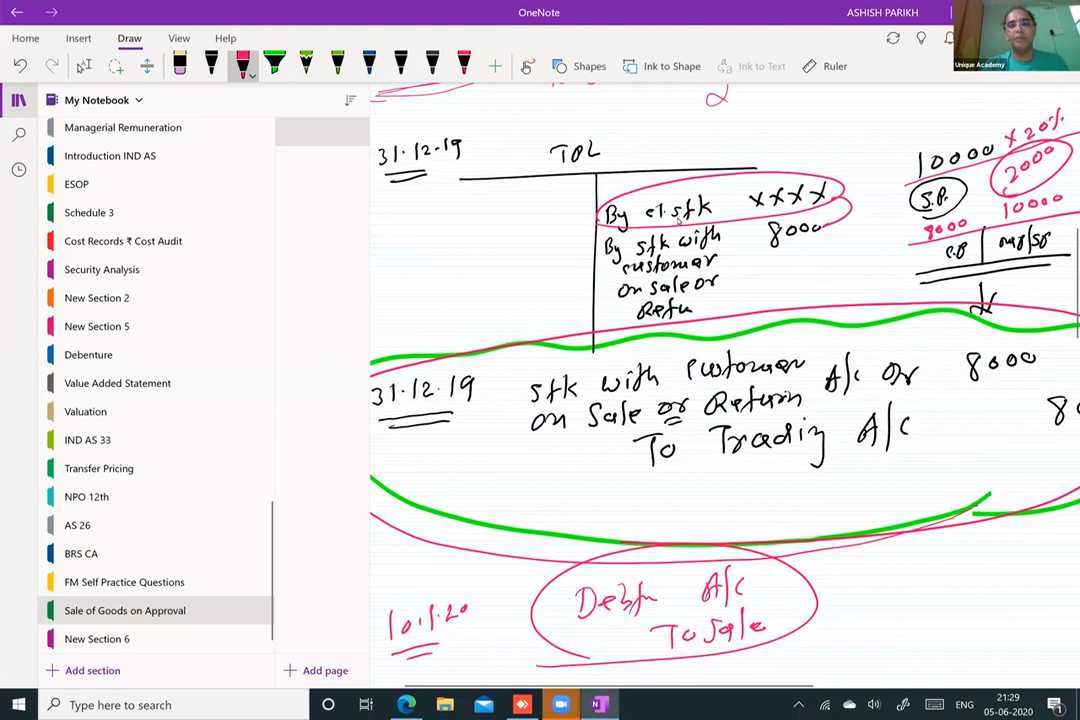 OneNote
ASHISH PARIKH
Unique Academy
Home Insert Draw View Help
Shapes Ink to Shape Ink to Text Ruler
My Notebook
Managerial Remuneration
Introduction IND AS
ESOP
Schedule 3
Cost Records ₹ Cost Audit
Security Analysis
New Section 2
New Section 5
Debenture
Value Added Statement
Valuation
IND AS 33
Transfer Pricing
NPO 12th
AS 26
BRS CA
FM Self Practice Questions
Sale of Goods on Approval
New Section 6
+ Add section
+ Add page
31.12.19
By cl. stk XXXX
By stk with 8000
customer
on sale or
Retu
10000 X 20%
2000
S.P.
8000 10000
31.12.19 stk with customer A/c Dr 8000
on Sale or Return
To Trading A/c
10.1.20
A/c
To Sale
Type here to search
ENG
21:29
05-06-2020
1